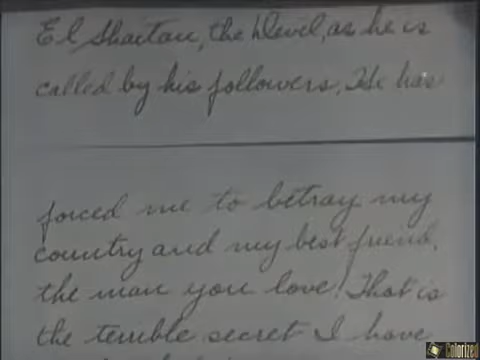 El Shaitan, the Devil, as he is
called by his followers. He has
forced me to betray my
country and my best friend,
the man you love! That is
the terrible secret I have
Colorized